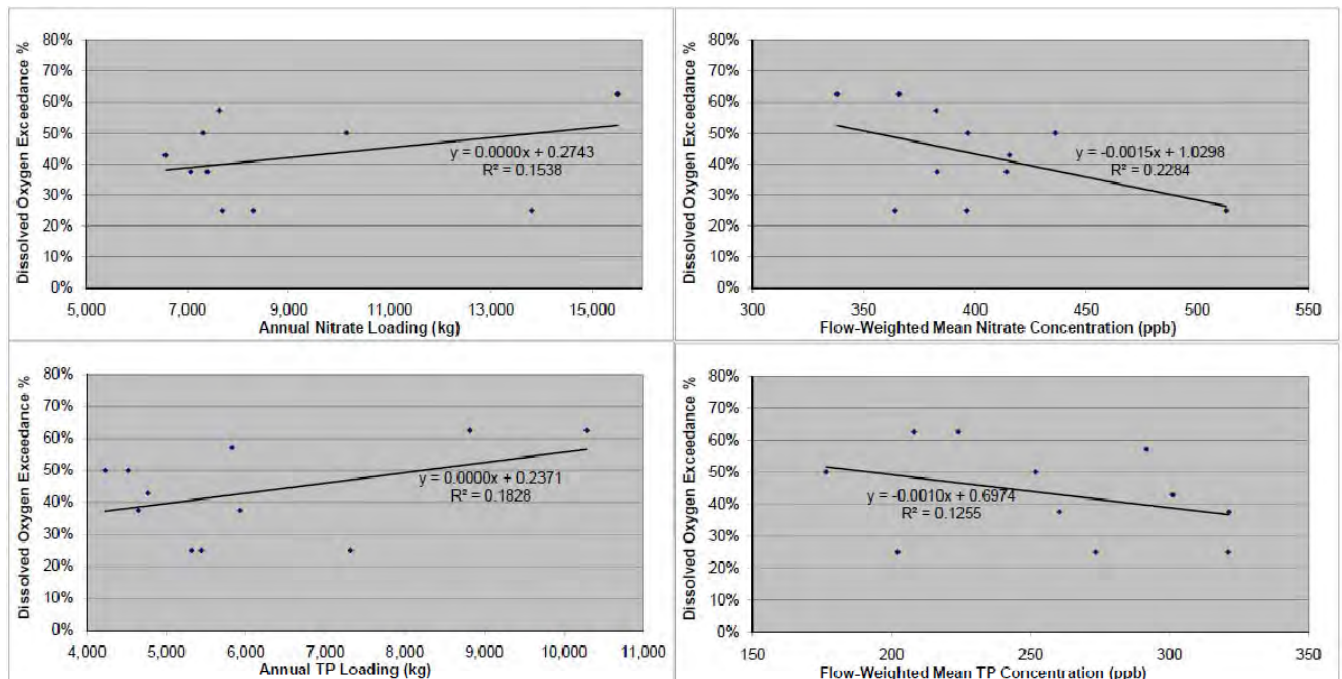 Dissolved Oxygen Exceedance %
80%
70%
60%
50%
40%
30%
20%
10%
0%
y = 0.0000x + 0.2743
R² = 0.1538
5,000 7,000 9,000 11,000 13,000 15,000
Annual Nitrate Loading (kg)
Dissolved Oxygen Exceedance %
80%
70%
60%
50%
40%
30%
20%
10%
0%
y = -0.0015x + 1.0298
R² = 0.2284
300 350 400 450 500 550
Flow-Weighted Mean Nitrate Concentration (ppb)
Dissolved Oxygen Exceedance %
80%
70%
60%
50%
40%
30%
20%
10%
0%
y = 0.0000x + 0.2371
R² = 0.1828
4,000 5,000 6,000 7,000 8,000 9,000 10,000 11,000
Annual TP Loading (kg)
Dissolved Oxygen Exceedance %
80%
70%
60%
50%
40%
30%
20%
10%
0%
y = -0.0010x + 0.6974
R² = 0.1255
150 200 250 300 350
Flow-Weighted Mean TP Concentration (ppb)